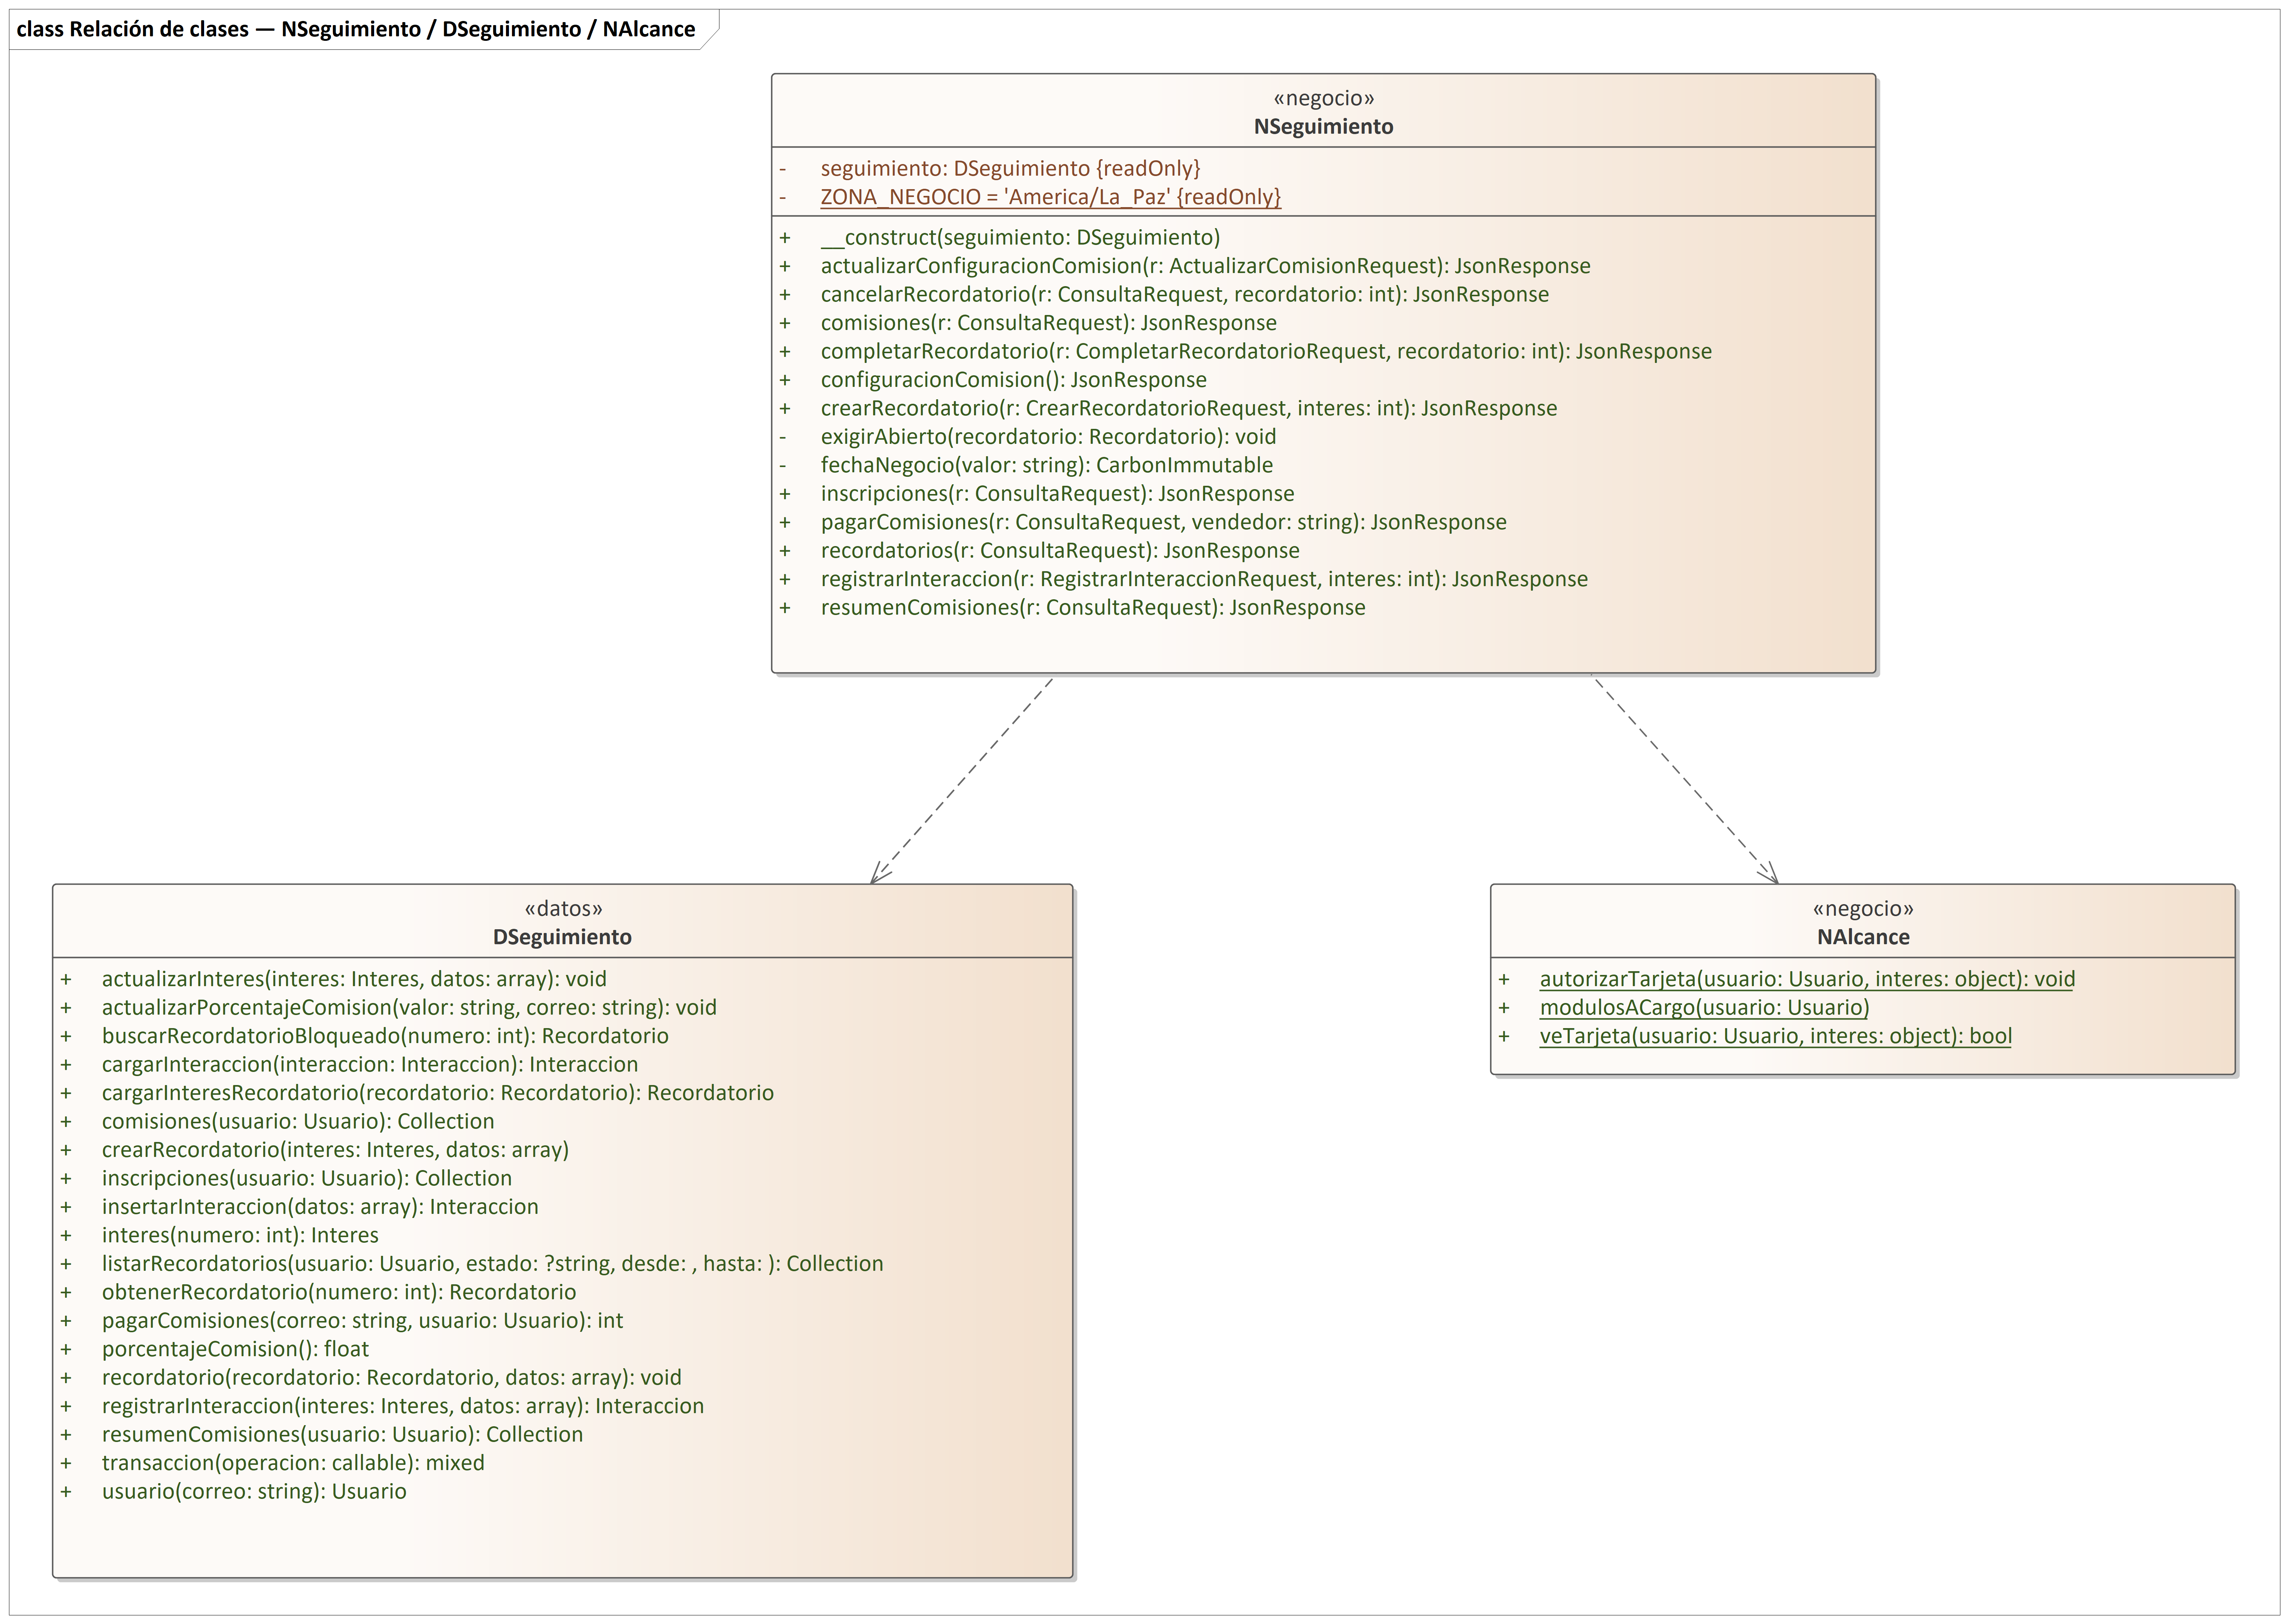 class Relación de clases — NSeguimiento / DSeguimiento / NAlcance
«negocio»
NSeguimiento
- seguimiento: DSeguimiento {readOnly}
- ZONA_NEGOCIO = 'America/La_Paz' {readOnly}
+ __construct(seguimiento: DSeguimiento)
+ actualizarConfiguracionComision(r: ActualizarComisionRequest): JsonResponse
+ cancelarRecordatorio(r: ConsultaRequest, recordatorio: int): JsonResponse
+ comisiones(r: ConsultaRequest): JsonResponse
+ completarRecordatorio(r: CompletarRecordatorioRequest, recordatorio: int): JsonResponse
+ configuracionComision(): JsonResponse
+ crearRecordatorio(r: CrearRecordatorioRequest, interes: int): JsonResponse
- exigirAbierto(recordatorio: Recordatorio): void
- fechaNegocio(valor: string): CarbonImmutable
+ inscripciones(r: ConsultaRequest): JsonResponse
+ pagarComisiones(r: ConsultaRequest, vendedor: string): JsonResponse
+ recordatorios(r: ConsultaRequest): JsonResponse
+ registrarInteraccion(r: RegistrarInteraccionRequest, interes: int): JsonResponse
+ resumenComisiones(r: ConsultaRequest): JsonResponse
«datos»
DSeguimiento
+ actualizarInteres(interes: Interes, datos: array): void
+ actualizarPorcentajeComision(valor: string, correo: string): void
+ buscarRecordatorioBloqueado(numero: int): Recordatorio
+ cargarInteraccion(interaccion: Interaccion): Interaccion
+ cargarInteresRecordatorio(recordatorio: Recordatorio): Recordatorio
+ comisiones(usuario: Usuario): Collection
+ crearRecordatorio(interes: Interes, datos: array)
+ inscripciones(usuario: Usuario): Collection
+ insertarInteraccion(datos: array): Interaccion
+ interes(numero: int): Interes
+ listarRecordatorios(usuario: Usuario, estado: ?string, desde: , hasta: ): Collection
+ obtenerRecordatorio(numero: int): Recordatorio
+ pagarComisiones(correo: string, usuario: Usuario): int
+ porcentajeComision(): float
+ recordatorio(recordatorio: Recordatorio, datos: array): void
+ registrarInteraccion(interes: Interes, datos: array): Interaccion
+ resumenComisiones(usuario: Usuario): Collection
+ transaccion(operacion: callable): mixed
+ usuario(correo: string): Usuario
«negocio»
NAlcance
+ autorizarTarjeta(usuario: Usuario, interes: object): void
+ modulosACargo(usuario: Usuario)
+ veTarjeta(usuario: Usuario, interes: object): bool